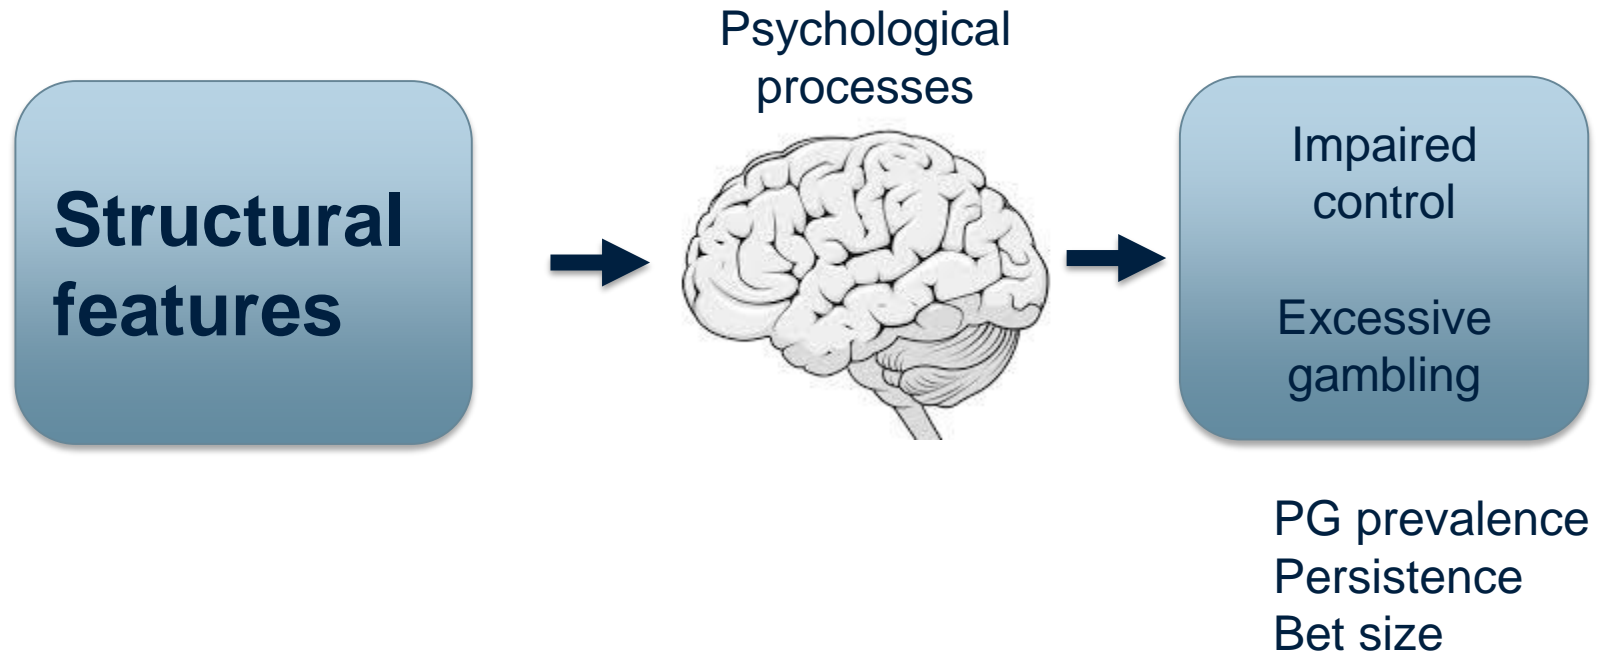 Psychological
processes
Structural
features
Impaired
control
Excessive
gambling
PG prevalence
Persistence
Bet size